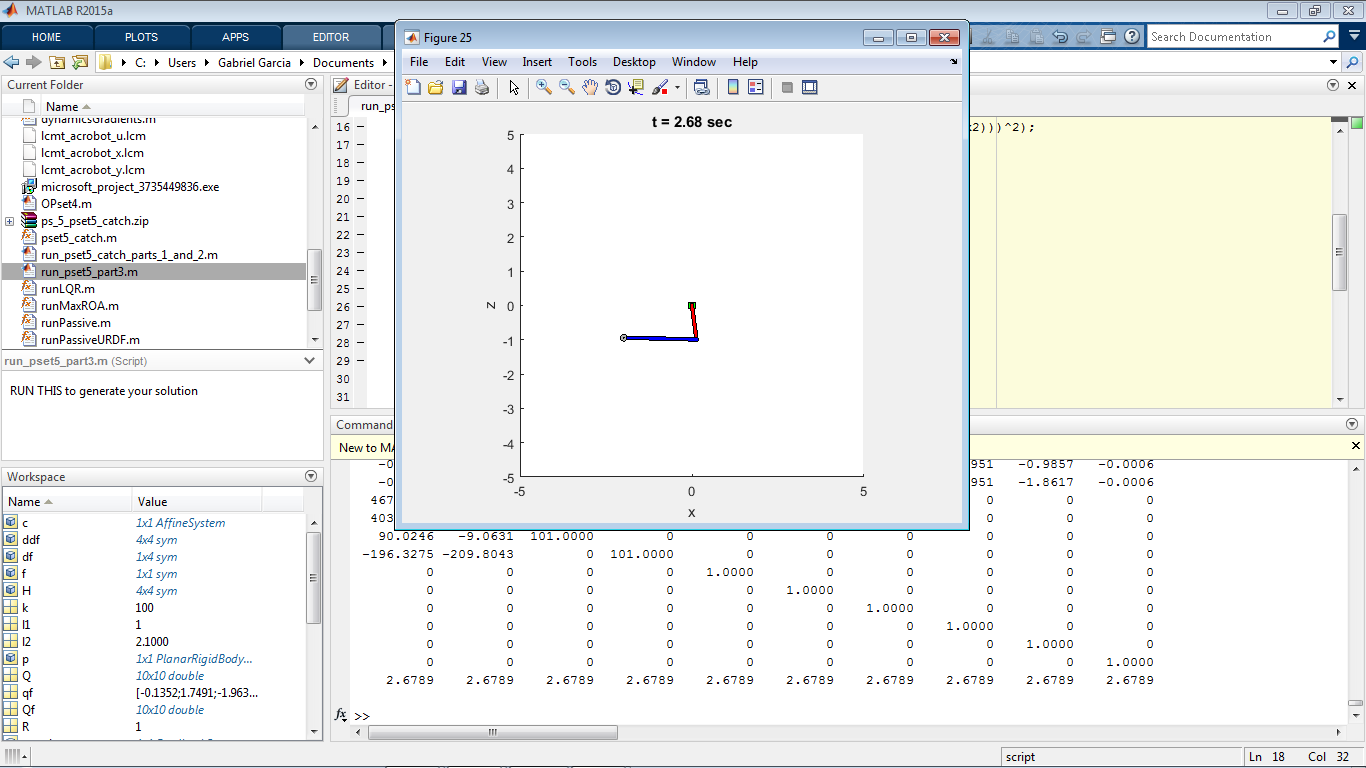 MATLAB R2015a
HOME PLOTS APPS EDITOR
Search Documentation
C: Users Gabriel Garcia Documents
Current Folder
Name
dynamicsGradients.m
lcmt_acrobot_u.lcm
lcmt_acrobot_x.lcm
lcmt_acrobot_y.lcm
microsoft_project_3735449836.exe
OPset4.m
ps_5_pset5_catch.zip
pset5_catch.m
run_pset5_catch_parts_1_and_2.m
run_pset5_part3.m
runLQR.m
runMaxROA.m
runPassive.m
runPassiveURDF.m
run_pset5_part3.m (Script)
RUN THIS to generate your solution
Workspace
Name Value
c 1x1 AffineSystem
ddf 4x4 sym
df 1x4 sym
f 1x1 sym
H 4x4 sym
k 100
l1 1
l2 2.1000
p 1x1 PlanarRigidBody...
Q 10x10 double
qf [-0.1352;1.7491;-1.963...
Qf 10x10 double
R 1
Editor -
run_ps
16 -
17 -
18 -
19 -
20 -
21 -
22 -
23 -
24 -
25 -
26 -
27 -
28 -
29 -
30
31
2)))^2);
Figure 25
File Edit View Insert Tools Desktop Window Help
t = 2.68 sec
5
4
3
2
1
0
-1
-2
-3
-4
-5
z
-5 0 5
x
Command
New to MA
-0 951 -0.9857 -0.0006
-0 951 -1.8617 -0.0006
467 0 0 0
403 0 0 0
90.0246 -9.0631 101.0000 0 0 0 0 0 0 0
-196.3275 -209.8043 0 101.0000 0 0 0 0 0 0
0 0 0 0 1.0000 0 0 0 0 0
0 0 0 0 0 1.0000 0 0 0 0
0 0 0 0 0 0 1.0000 0 0 0
0 0 0 0 0 0 0 1.0000 0 0
0 0 0 0 0 0 0 0 1.0000 0
0 0 0 0 0 0 0 0 0 1.0000
2.6789 2.6789 2.6789 2.6789 2.6789 2.6789 2.6789 2.6789 2.6789 2.6789
fx >>
script Ln 18 Col 32